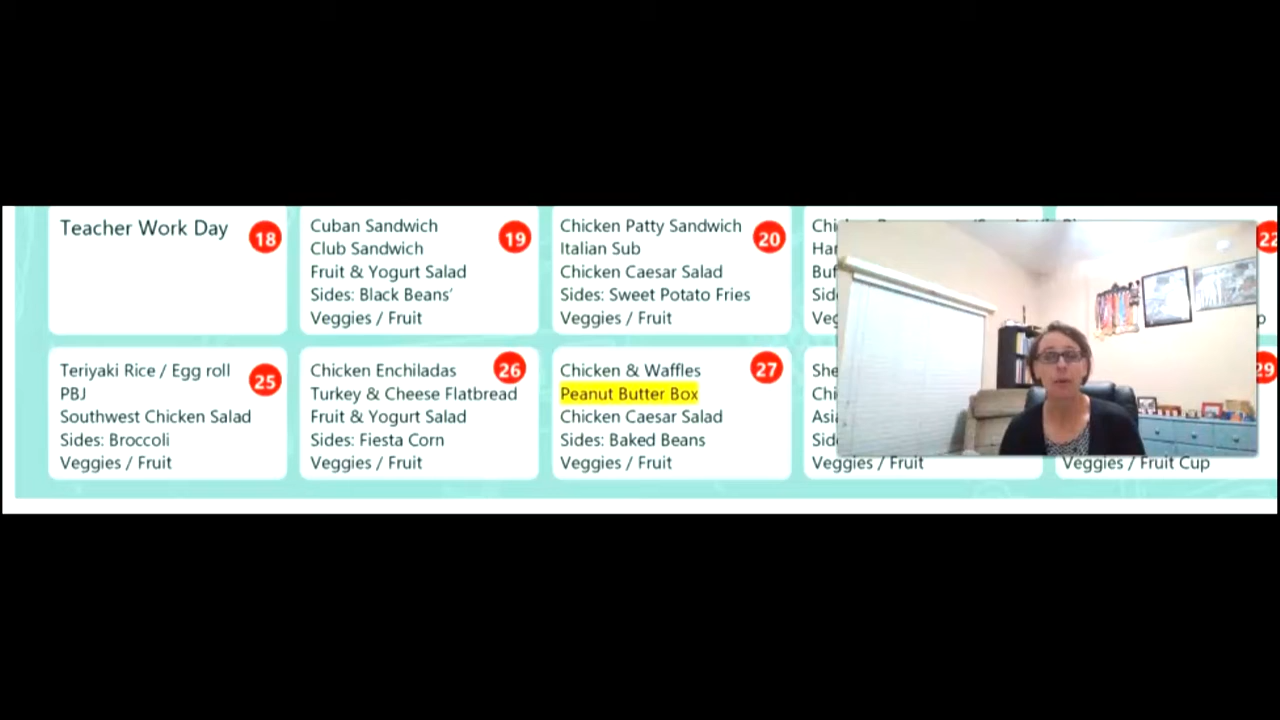 Teacher Work Day
18
Cuban Sandwich
Club Sandwich
Fruit & Yogurt Salad
Sides: Black Beans’
Veggies / Fruit
19
Chicken Patty Sandwich
Italian Sub
Chicken Caesar Salad
Sides: Sweet Potato Fries
Veggies / Fruit
20
22
Teriyaki Rice / Egg roll
PBJ
Southwest Chicken Salad
Sides: Broccoli
Veggies / Fruit
25
Chicken Enchiladas
Turkey & Cheese Flatbread
Fruit & Yogurt Salad
Sides: Fiesta Corn
Veggies / Fruit
26
Chicken & Waffles
Peanut Butter Box
Chicken Caesar Salad
Sides: Baked Beans
Veggies / Fruit
27
Veggies / Fruit
29
Veggies / Fruit Cup